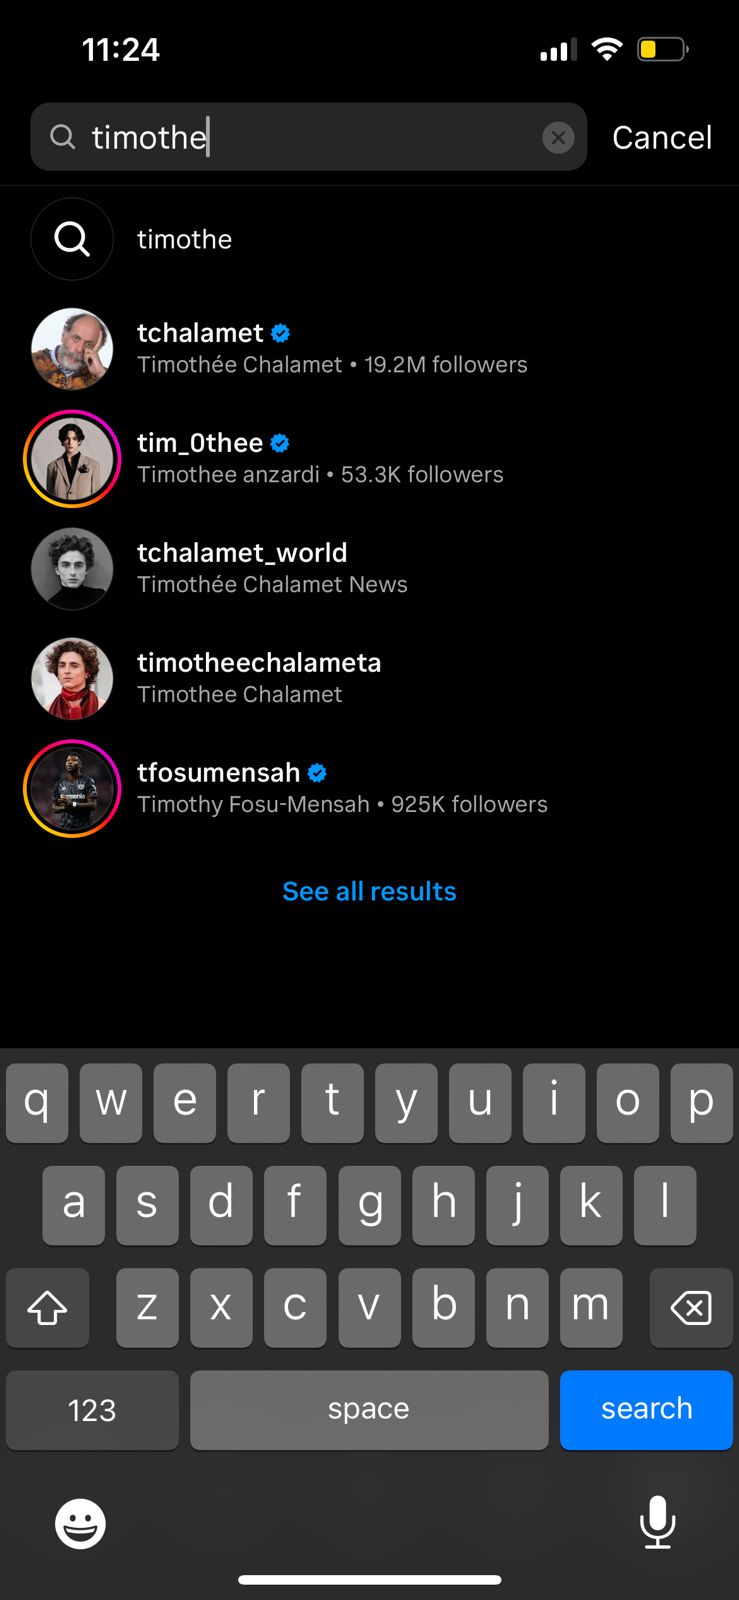 11:24
timothe
Cancel
timothe
tchalamet
Timothée Chalamet • 19.2M followers
tim_0thee
Timothee anzardi • 53.3K followers
tchalamet_world
Timothée Chalamet News
timotheechalameta
Timothee Chalamet
tfosumensah
Timothy Fosu-Mensah • 925K followers
See all results
q w e r t y u i o p
a s d f g h j k l
z x c v b n m
123 space search